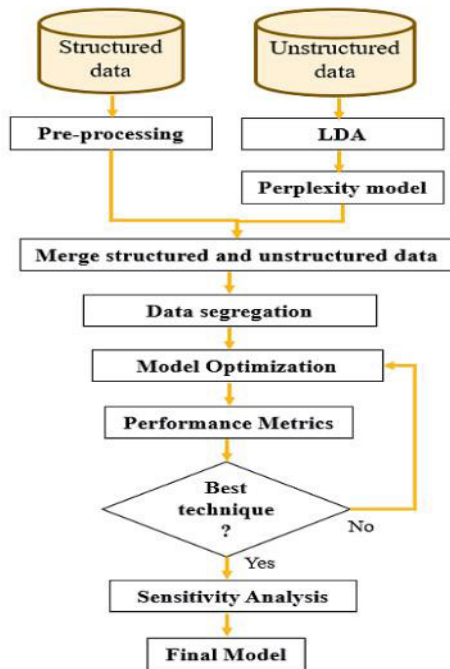 Structured
data
Unstructured
data
Pre-processing
LDA
Perplexity model
Merge structured and unstructured data
Data segregation
Model Optimization
Performance Metrics
Best
technique
?
No
Yes
Sensitivity Analysis
Final Model